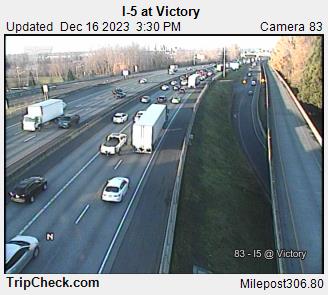 I-5 at Victory
Updated Dec 16 2023 3:30 PM Camera 83
N
83 - I5 @ Victory
TripCheck.com Milepost306.80